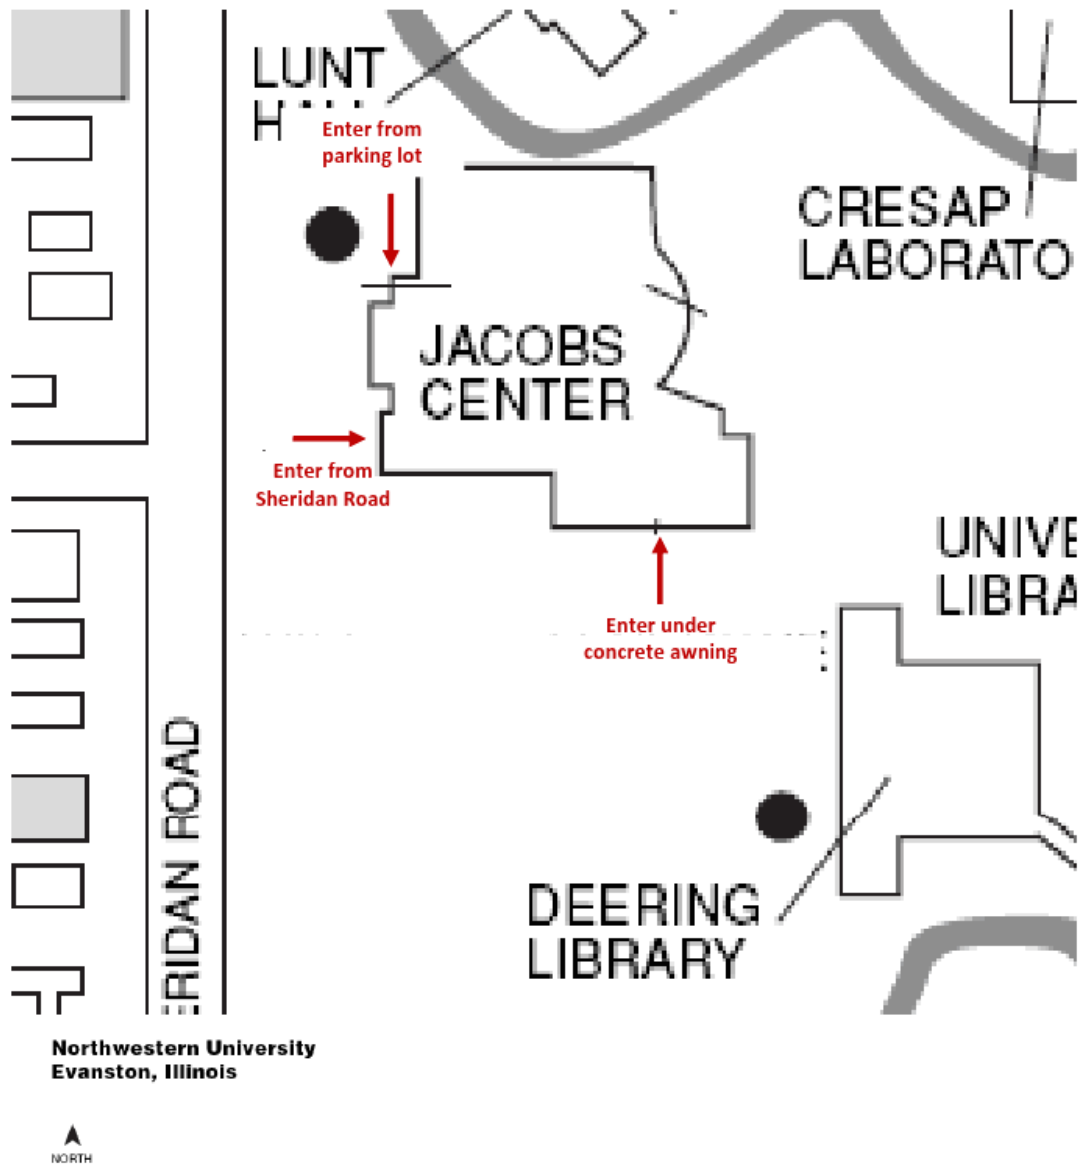 LUNT
H
Enter from
parking lot
CRESAP
LABORATO
JACOBS
CENTER
Enter from
Sheridan Road
UNIVE
LIBRA
Enter under
concrete awning
ERIDAN ROAD
DEERING
LIBRARY
Northwestern University
Evanston, Illinois
NORTH